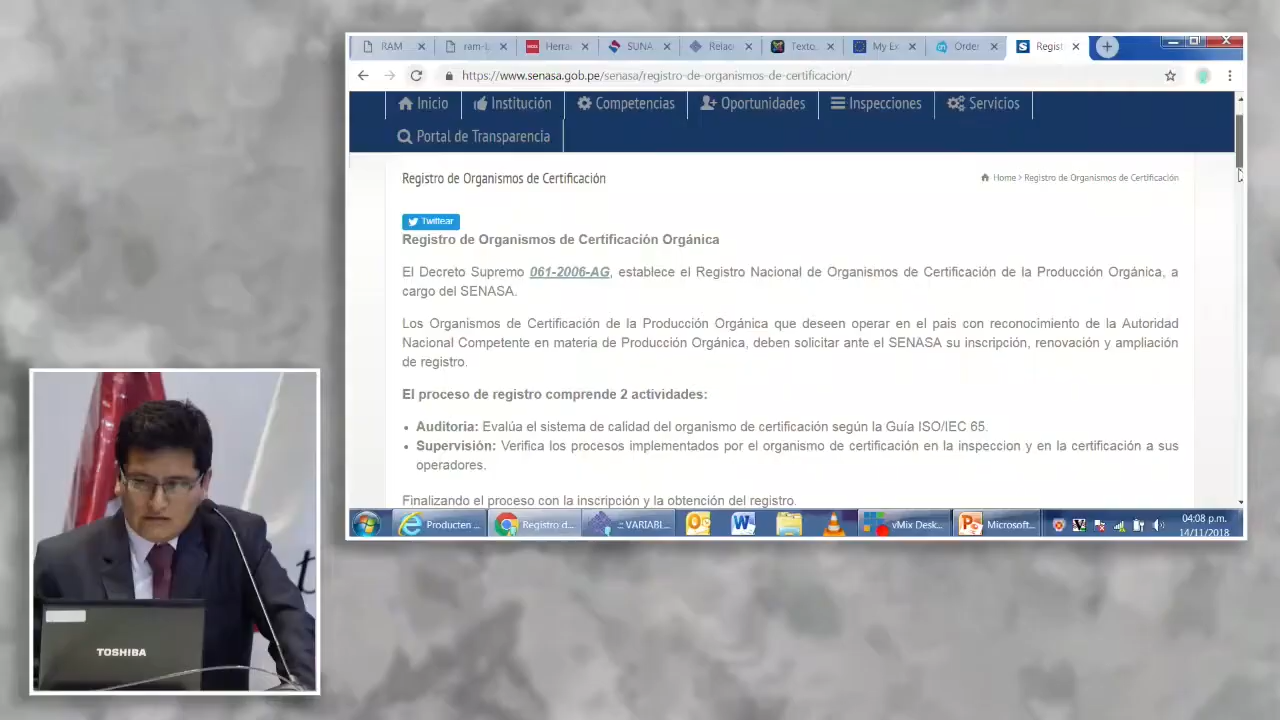 RAM
ram-L
Herra
SUNA
Relac
Texto
My Ex
Order
Regist
https://www.senasa.gob.pe/senasa/registro-de-organismos-de-certificacion/
Inicio Institución Competencias Oportunidades Inspecciones Servicios
Portal de Transparencia
Registro de Organismos de Certificación
Home > Registro de Organismos de Certificación
Twittear
Registro de Organismos de Certificación Orgánica
El Decreto Supremo 061-2006-AG, establece el Registro Nacional de Organismos de Certificación de la Producción Orgánica, a
cargo del SENASA.
Los Organismos de Certificación de la Producción Orgánica que deseen operar en el pais con reconocimiento de la Autoridad
Nacional Competente en materia de Producción Orgánica, deben solicitar ante el SENASA su inscripción, renovación y ampliación
de registro.
El proceso de registro comprende 2 actividades:
• Auditoria: Evalúa el sistema de calidad del organismo de certificación según la Guía ISO/IEC 65.
• Supervisión: Verifica los procesos implementados por el organismo de certificación en la inspeccion y en la certificación a sus
operadores.
Finalizando el proceso con la inscripción y la obtención del registro.
Producten ...
Registro d...
.:: VARIABL...
vMix Desk...
Microsoft...
04:08 p.m.
14/11/2018
TOSHIBA